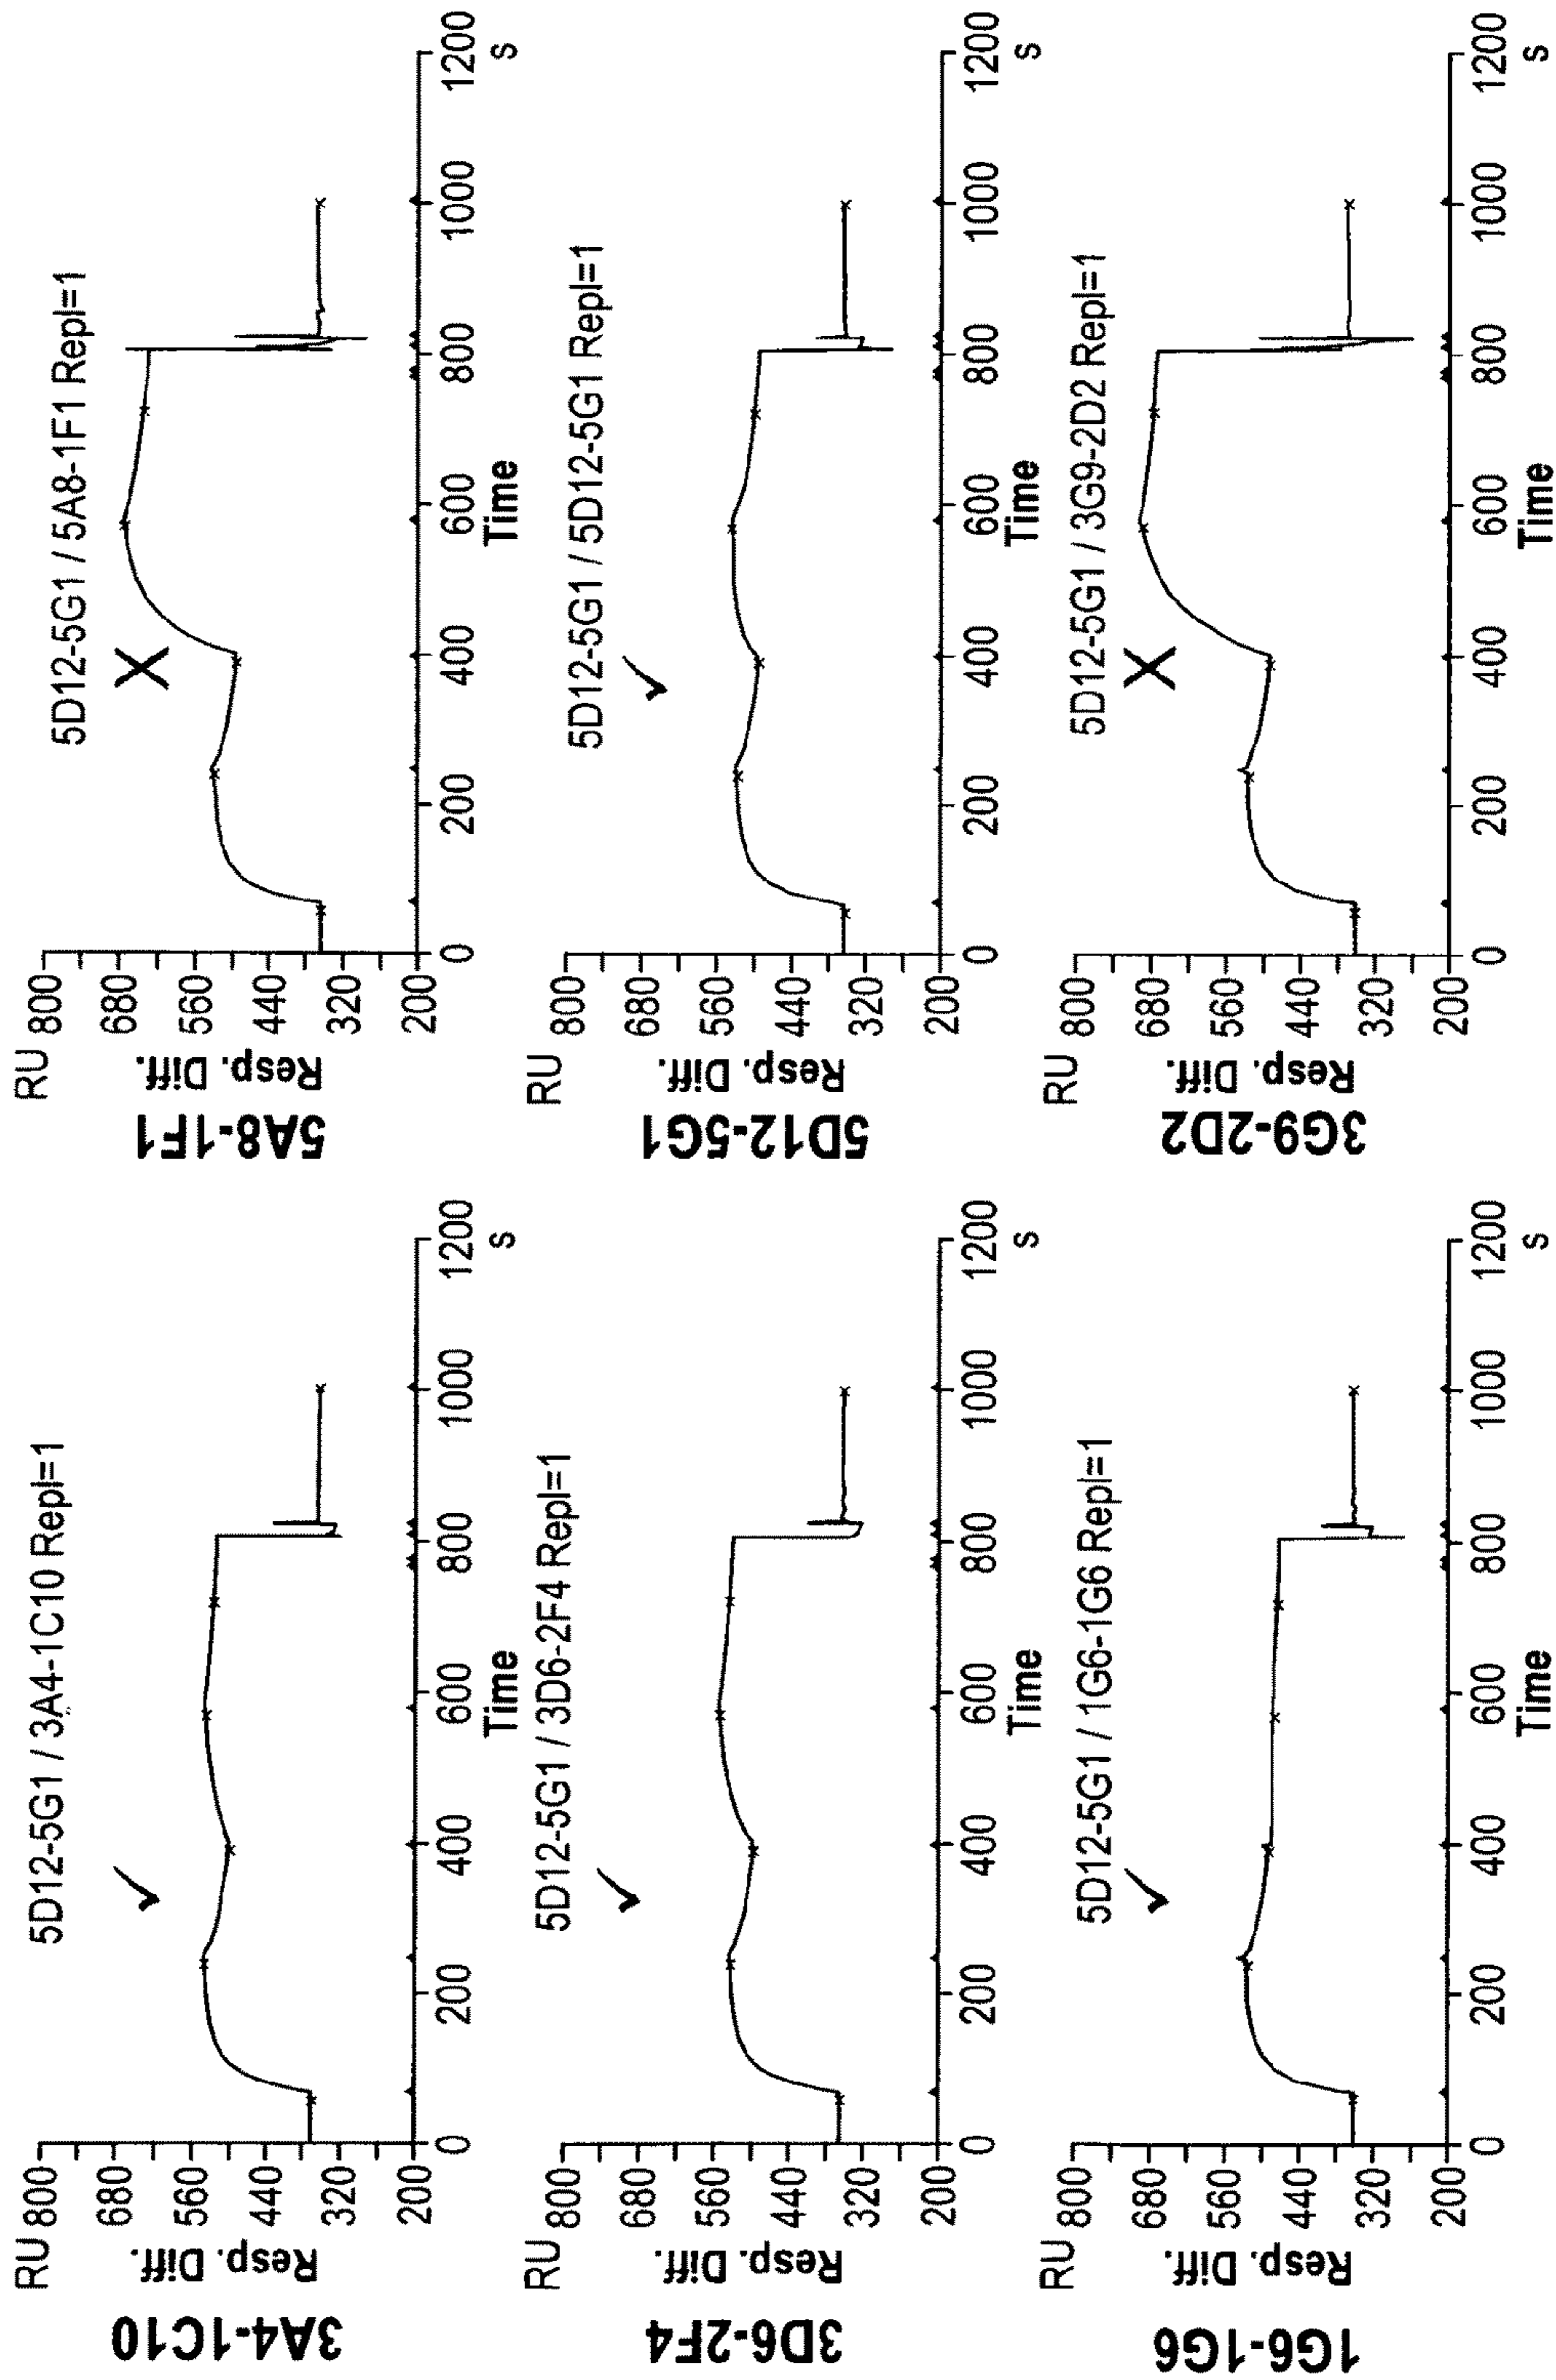 5D12-5G1 / 3A4-1C10 Repl=1
RU
800
680
560
440
320
200
Resp. Diff.
3A4-1C10
0
200
400
600
800
1000
1200
Time
s
5D12-5G1 / 5A8-1F1 Repl=1
X
RU
800
680
560
440
320
200
Resp. Diff.
5A8-1F1
0
200
400
600
800
1000
1200
Time
s
5D12-5G1 / 3D6-2F4 Repl=1
RU
800
680
560
440
320
200
Resp. Diff.
3D6-2F4
0
200
400
600
800
1000
1200
Time
s
5D12-5G1 / 5D12-5G1 Repl=1
RU
800
680
560
440
320
200
Resp. Diff.
5D12-5G1
0
200
400
600
800
1000
1200
Time
s
5D12-5G1 / 1G6-1G6 Repl=1
RU
800
680
560
440
320
200
Resp. Diff.
1G6-1G6
0
200
400
600
800
1000
1200
Time
s
5D12-5G1 / 3G9-2D2 Repl=1
X
RU
800
680
560
440
320
200
Resp. Diff.
3G9-2D2
0
200
400
600
800
1000
1200
Time
s